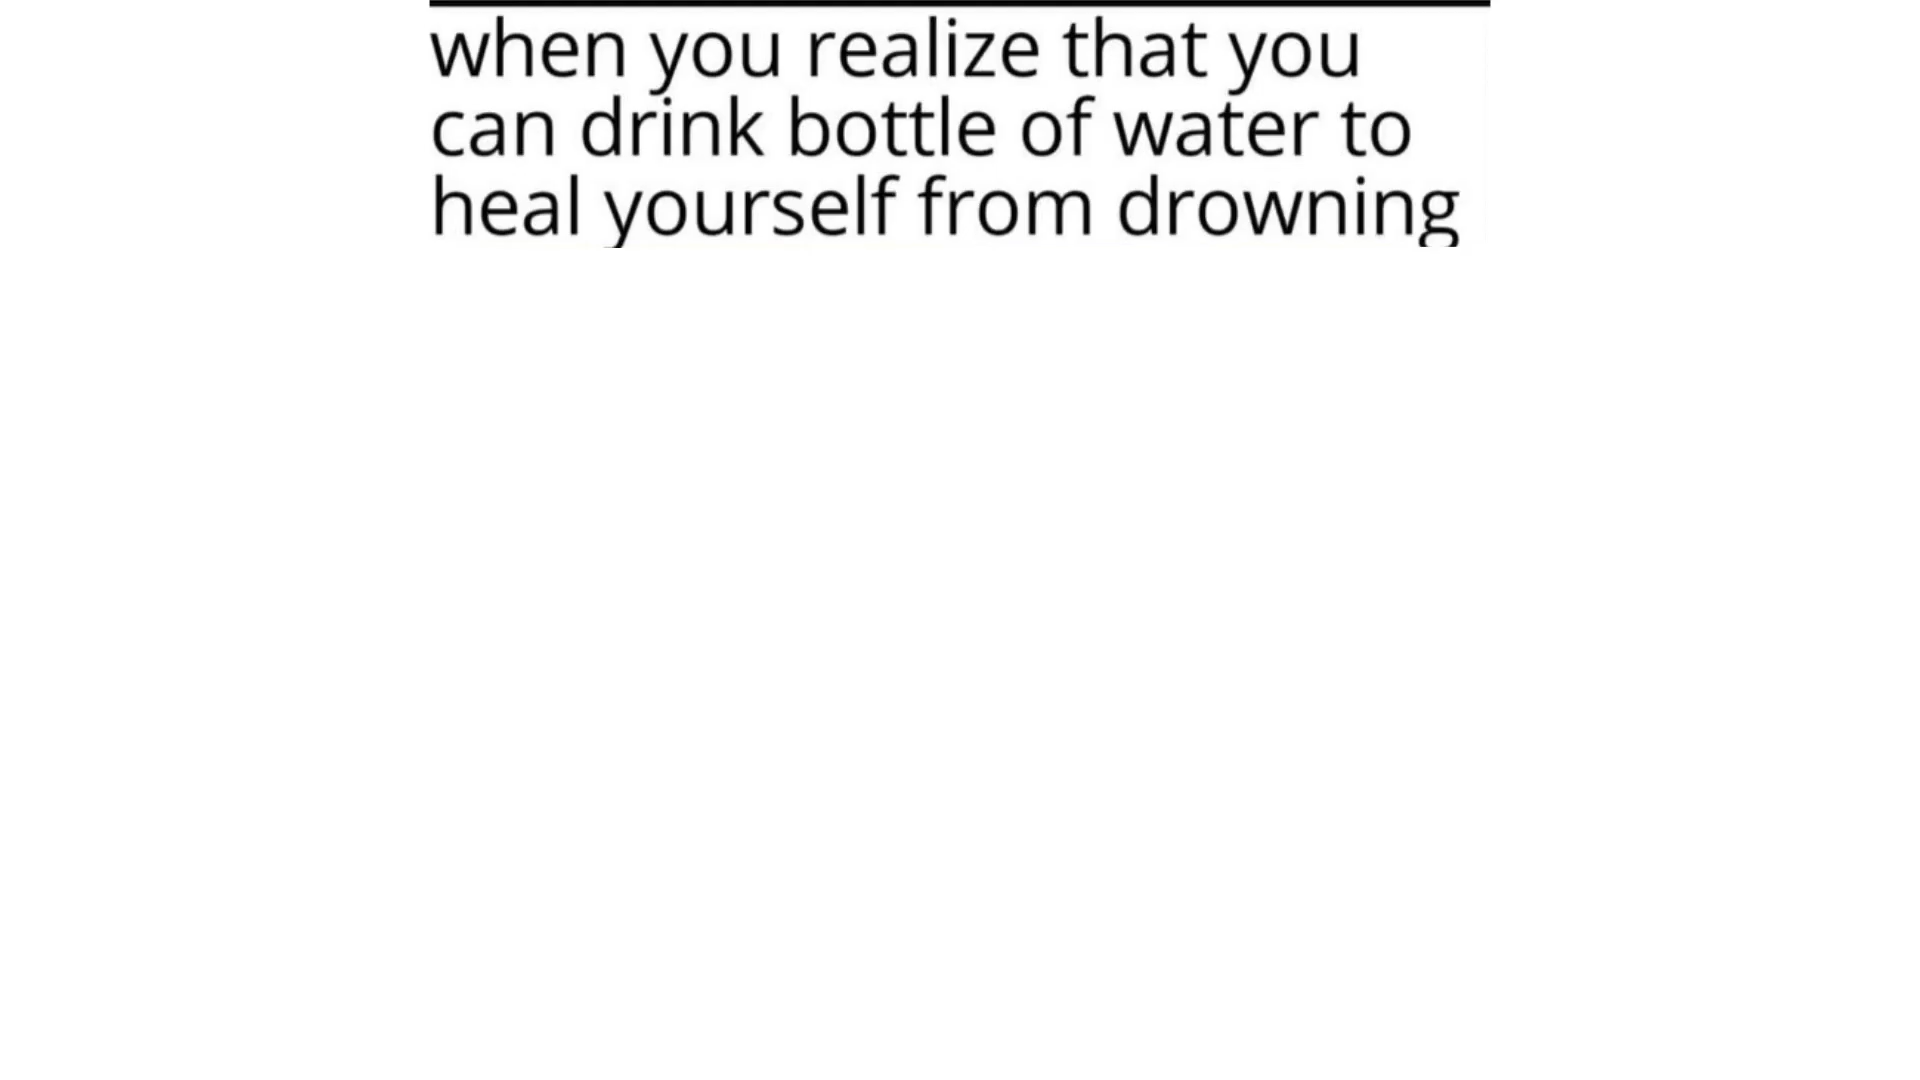 when you realize that you
can drink bottle of water to
heal yourself from drowning